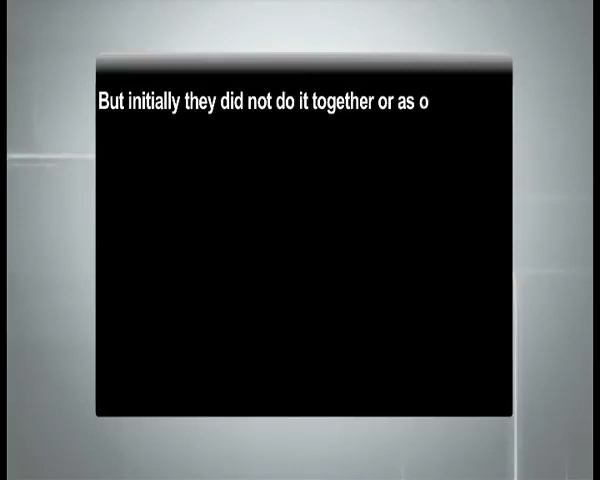 But initially they did not do it together or as o